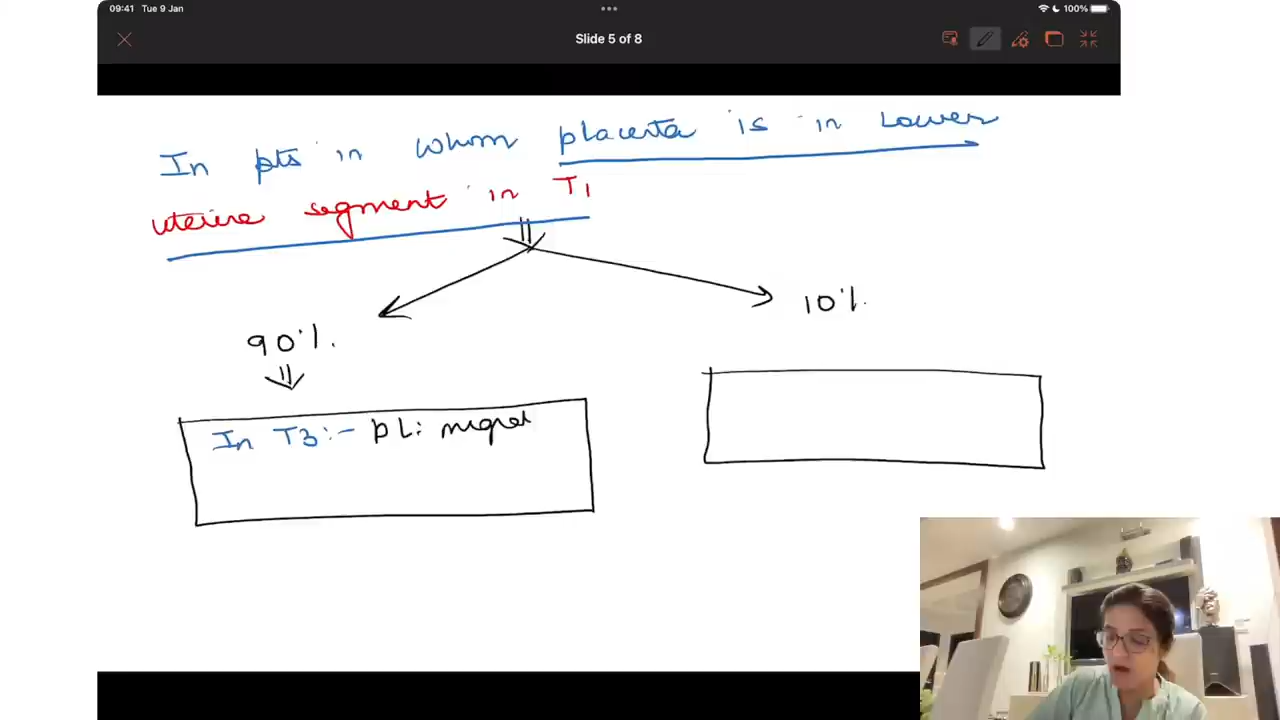 09:41 Tue 9 Jan
100%
Slide 5 of 8
In pts in whom placenta is in Lower
uterine segment in T1
90%.
10%.
In T3:- PL: migrat